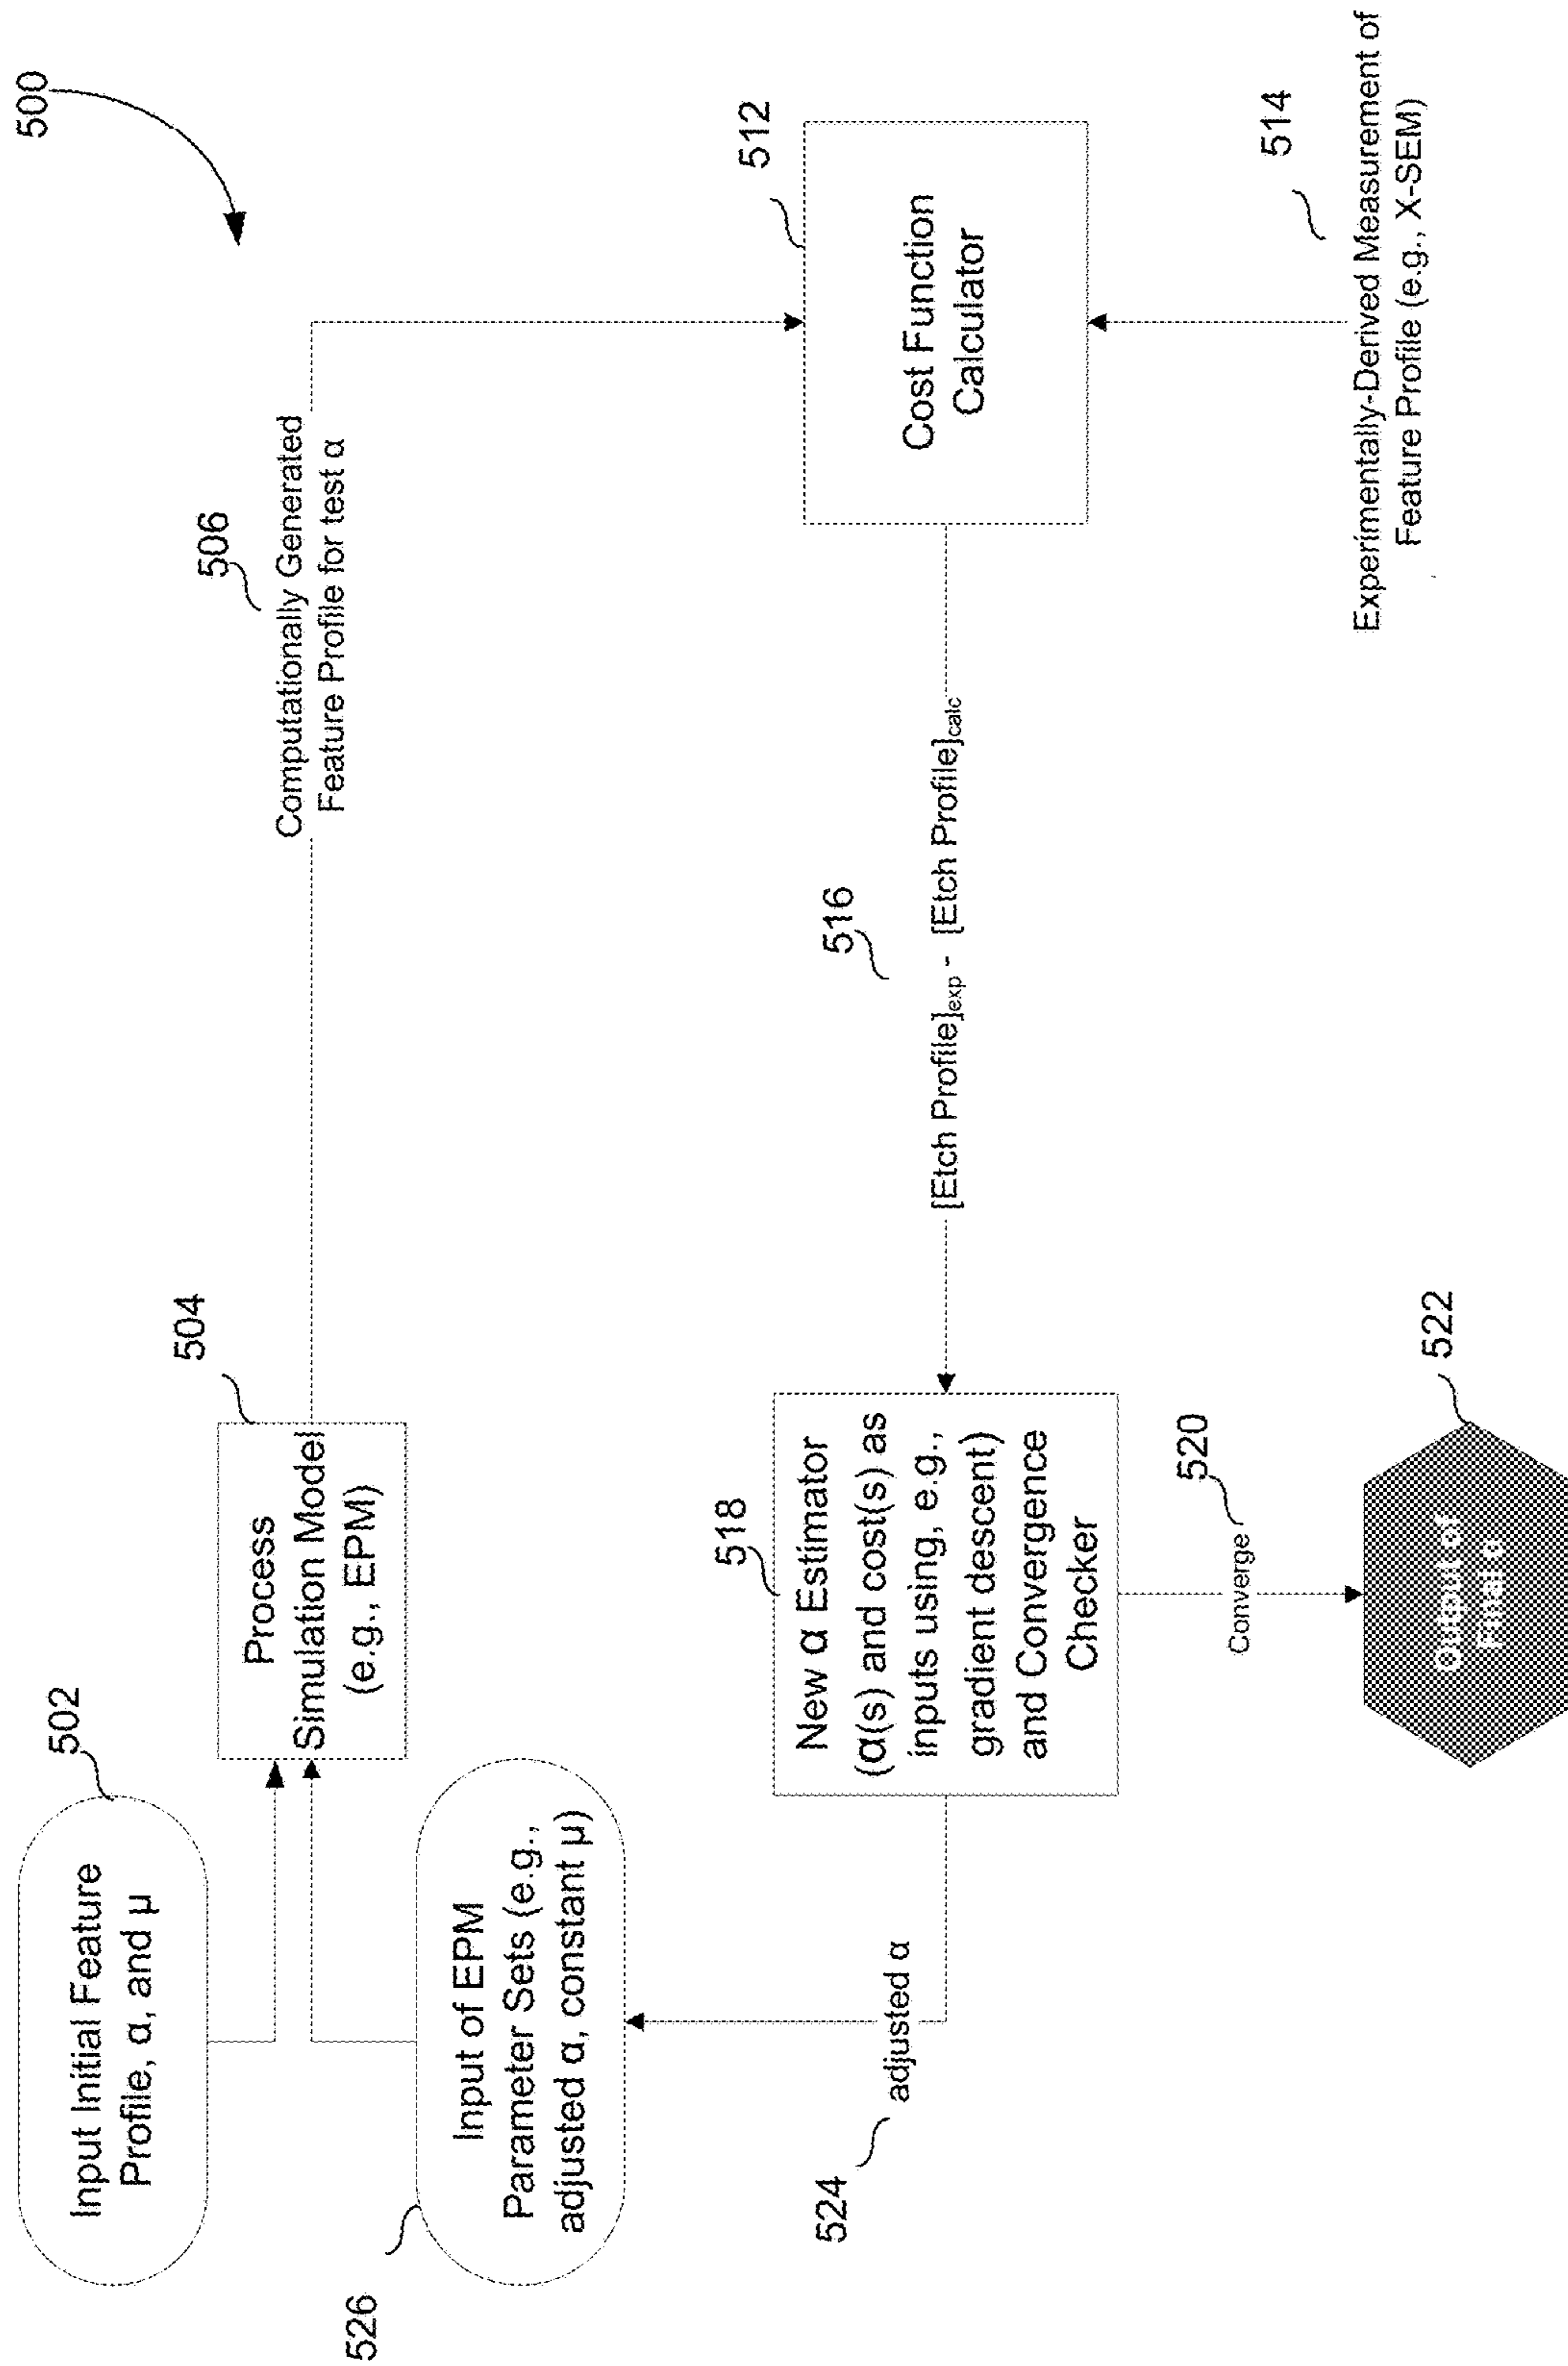 500
502
Input Initial Feature
Profile, α, and μ
504
Process
Simulation Model
(e.g., EPM)
506
Computationally Generated
Feature Profile for test α
526
Input of EPM
Parameter Sets (e.g.,
adjusted α, constant μ)
512
Cost Function
Calculator
514
Experimentally-Derived Measurement of
Feature Profile (e.g., X-SEM)
516
[Etch Profile]exp - [Etch Profile]calc
518
New α Estimator
(α(s) and cost(s) as
inputs using, e.g.,
gradient descent)
and Convergence
Checker
524
adjusted α
520
Converge
522
Output of
Final